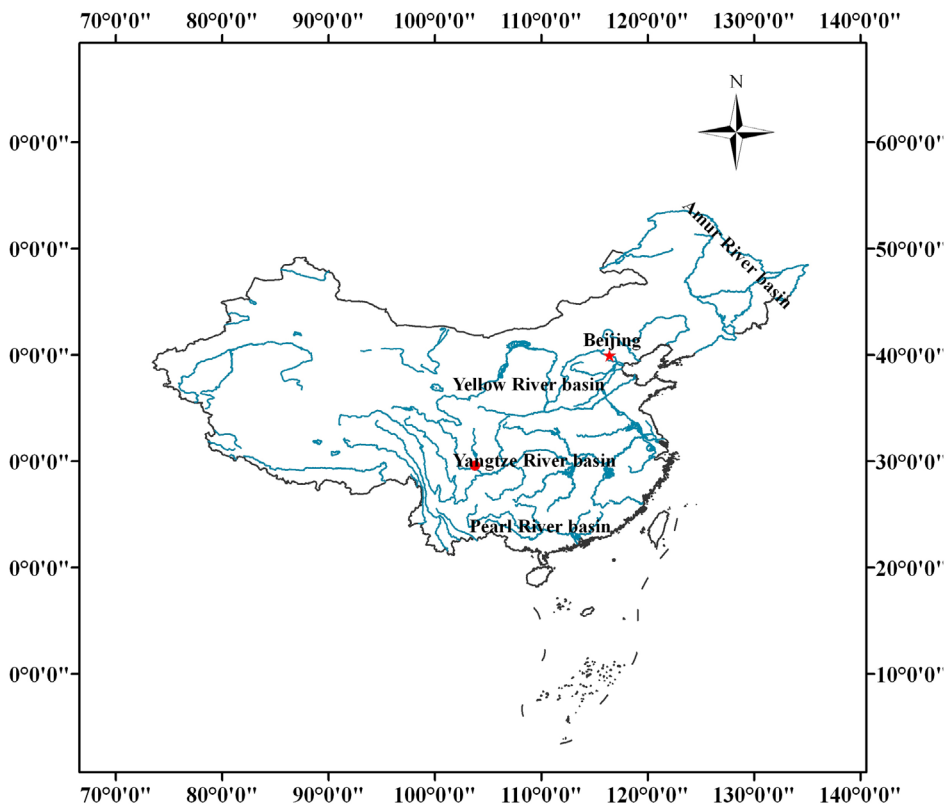 70°0'0" 80°0'0" 90°0'0" 100°0'0" 110°0'0" 120°0'0" 130°0'0" 140°0'0"
N
0°0'0" 60°0'0"
Amur River basin
0°0'0" 50°0'0"
Beijing
0°0'0" 40°0'0"
Yellow River basin
0°0'0" Yangtze River basin 30°0'0"
Pearl River basin
0°0'0" 20°0'0"
0°0'0" 10°0'0"
70°0'0" 80°0'0" 90°0'0" 100°0'0" 110°0'0" 120°0'0" 130°0'0" 140°0'0"